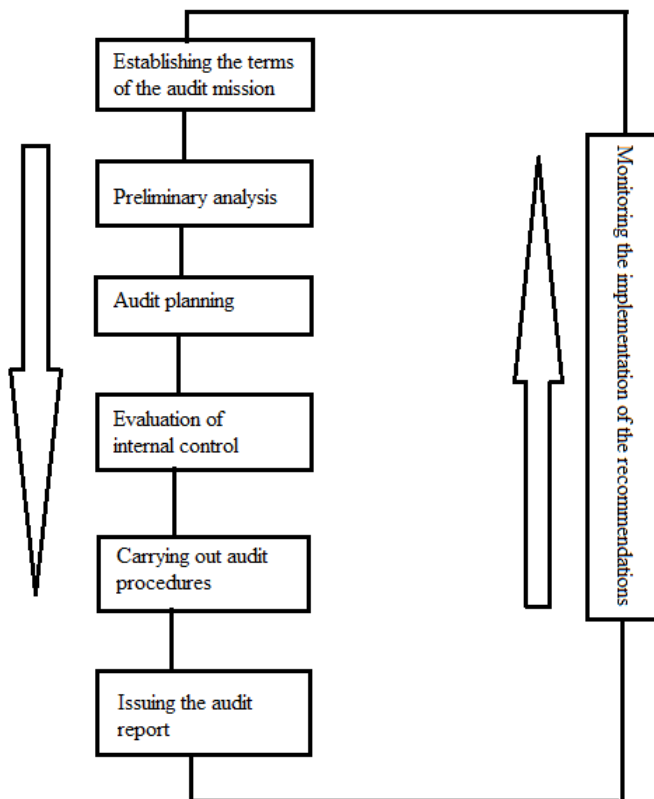 Establishing the terms
of the audit mission
Preliminary analysis
Audit planning
Evaluation of
internal control
Carrying out audit
procedures
Issuing the audit
report
Monitoring the implementation of the recommendations